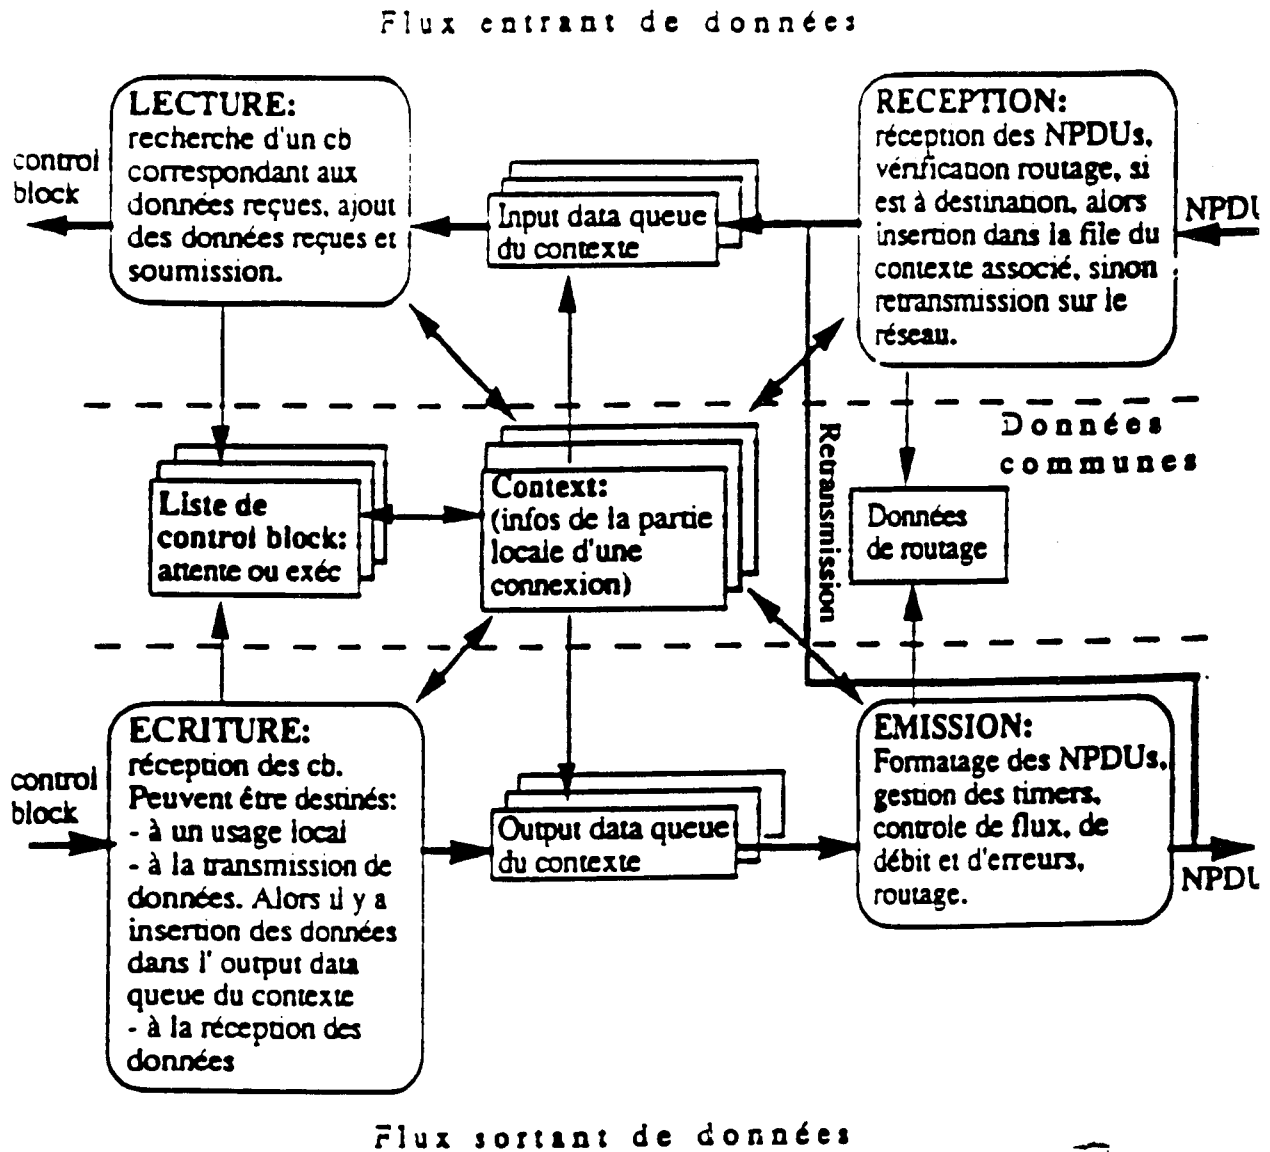 Flux entrant de données
LECTURE:
recherche d'un cb
correspondant aux
données reçues, ajout
des données reçues et
soumission.
control
block
Input data queue
du contexte
RECEPTION:
réception des NPDUs,
vérification routage, si
est à destination, alors
insertion dans la file du
contexte associé, sinon
retransmission sur le
réseau.
NPDU
Données
communes
Liste de
control block:
attente ou exéc
Context:
(infos de la partie
locale d'une
connexion)
Retransmission
Données
de routage
ECRITURE:
réception des cb.
Peuvent être destinés:
- à un usage local
- à la transmission de
données. Alors il y a
insertion des données
dans l' output data
queue du contexte
- à la réception des
données
control
block
Output data queue
du contexte
EMISSION:
Formatage des NPDUs,
gestion des timers,
controle de flux, de
débit et d'erreurs,
routage.
NPDU
Flux sortant de données